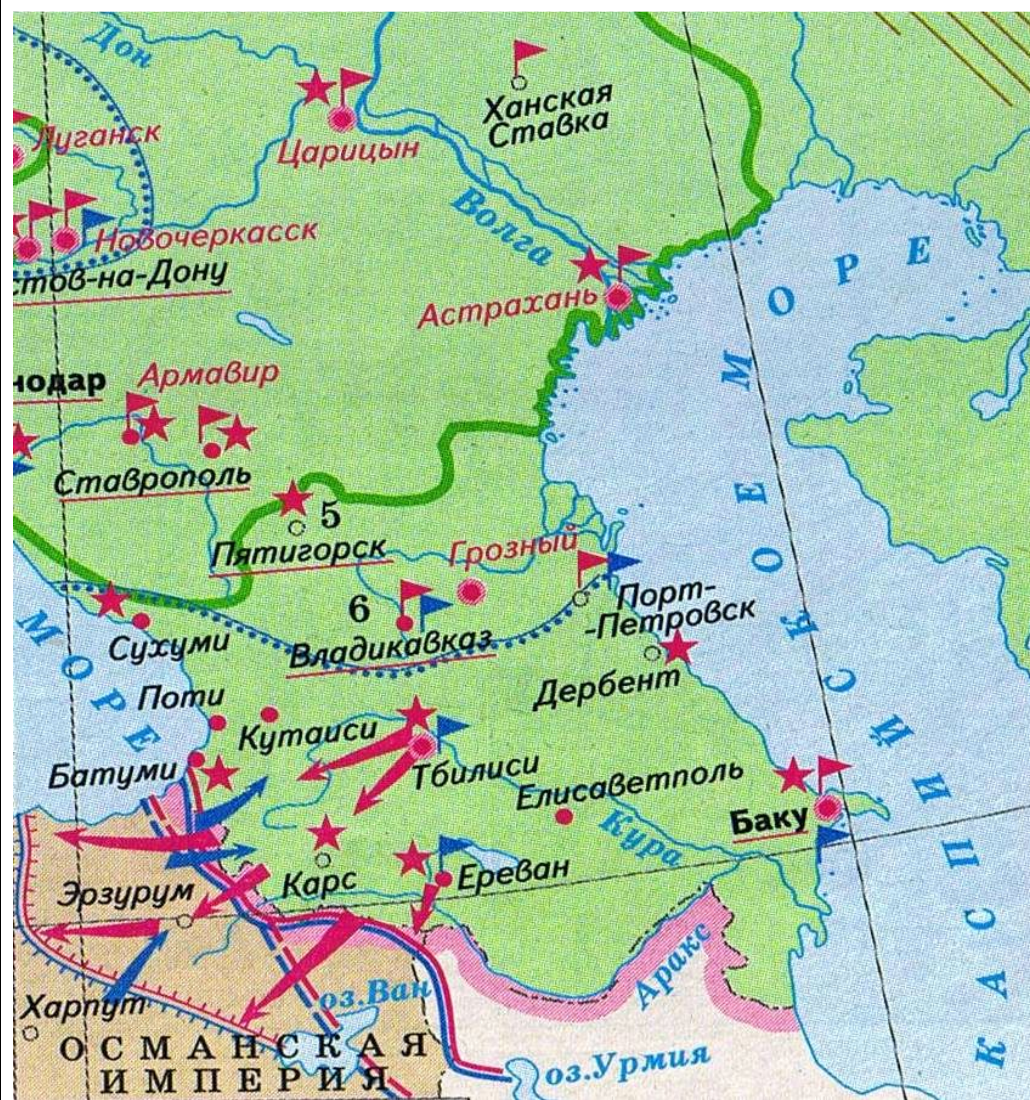 Дон
Ханская
Ставка
Луганск
Царицын
Волга
Новочеркасск
стов-на-Дону
Астрахань
МОРЕ
нодар
Армавир
Ставрополь
5
Пятигорск
Грозный
6
Владикавказ
Порт-
-Петровск
МОРЕ
Сухуми
Дербент
Поти
Кутаиси
Батуми
Тбилиси
Елисаветполь
Баку
Кура
КАСПИЙСКОЕ
Эрзурум
Карс
Ереван
Аракс
оз.Ван
Харпут
ОСМАНСКАЯ
ИМПЕРИЯ
оз.Урмия